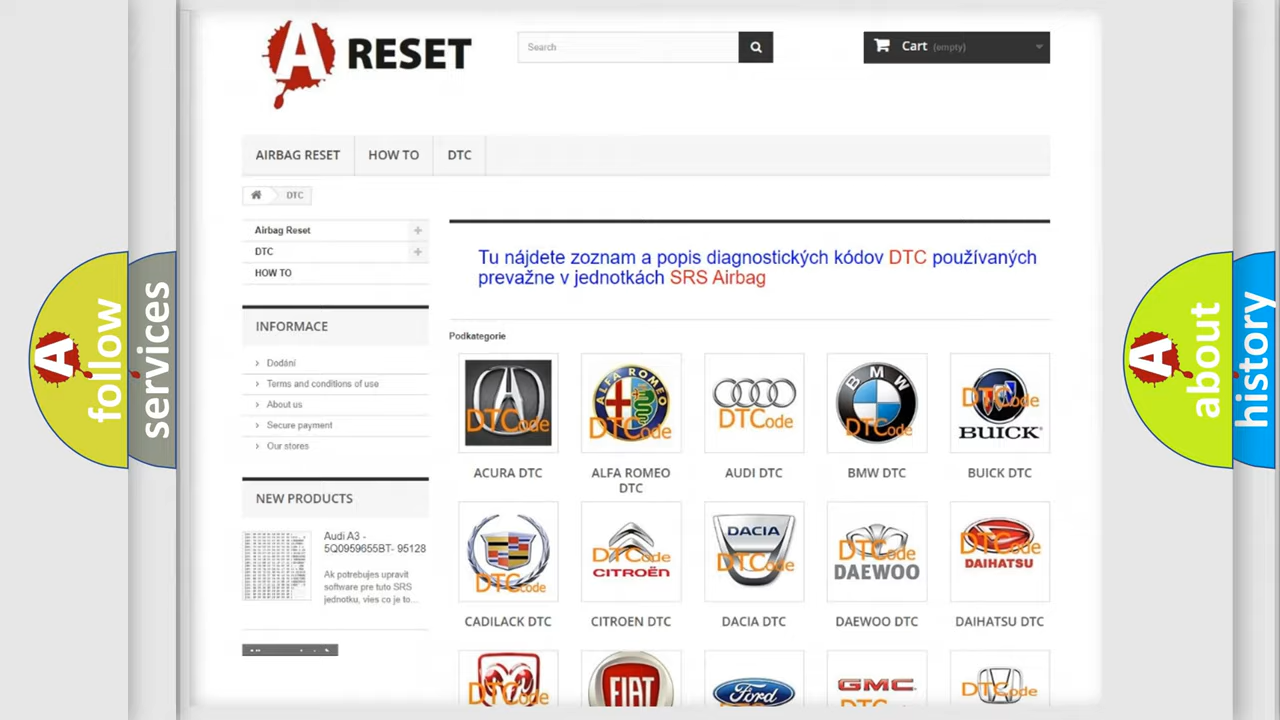 A RESET
Search
Cart (empty)
AIRBAG RESET
HOW TO
DTC
DTC
Airbag Reset
DTC
HOW TO
INFORMACE
Dodání
Terms and conditions of use
About us
Secure payment
Our stores
NEW PRODUCTS
Audi A3 -
5Q0959655BT- 95128
Ak potrebujes upravit
software pre tuto SRS
jednotku, vies co je to...
Tu nájdete zoznam a popis diagnostických kódov DTC používaných
prevažne v jednotkách SRS Airbag
Podkategorie
DTCode
ALFA ROMEO
DTCode
DTCode
BMW
DTCode
DTCode
BUICK
ACURA DTC
ALFA ROMEO
DTC
AUDI DTC
BMW DTC
BUICK DTC
DTCode
DTCode
CITROËN
DACIA
DTCode
DTCode
DAEWOO
DTCode
DAIHATSU
CADILACK DTC
CITROEN DTC
DACIA DTC
DAEWOO DTC
DAIHATSU DTC
DTCode
FIAT
Ford
GMC
DTCode
A follow
services
A about
history